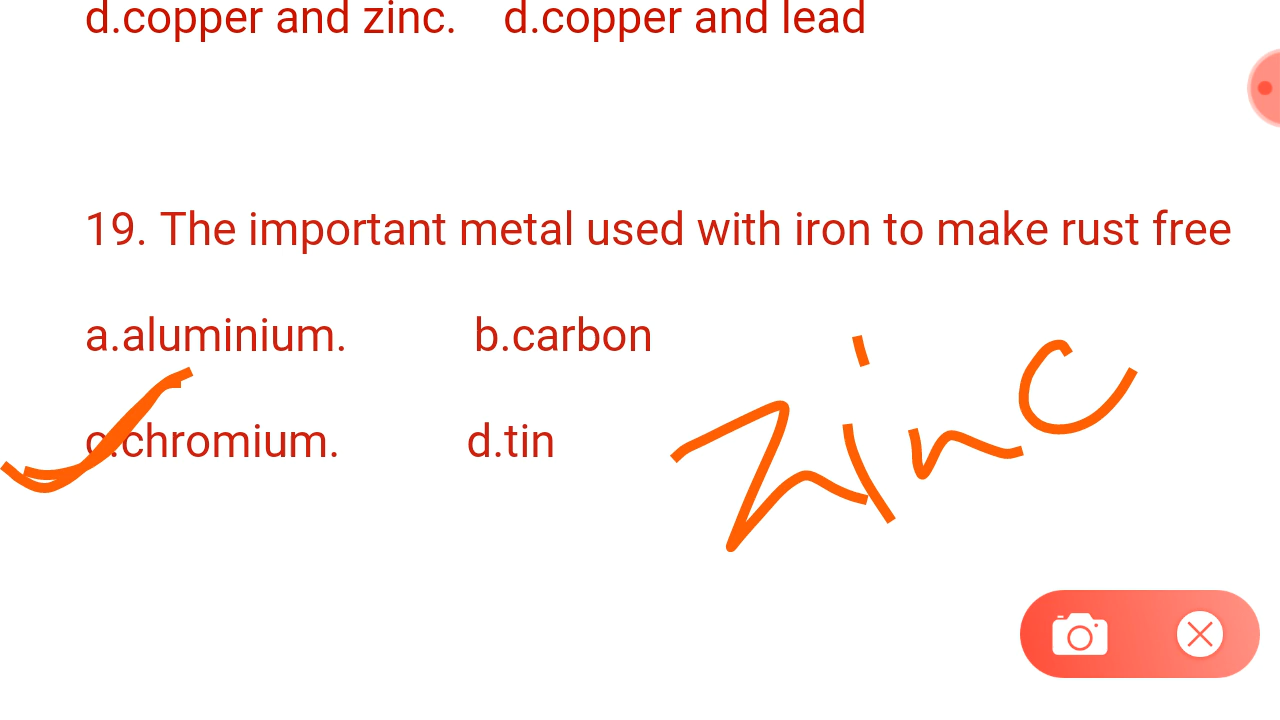 d.copper and zinc. d.copper and lead
19. The important metal used with iron to make rust free
a.aluminium. b.carbon
c.chromium. d.tin
zinc